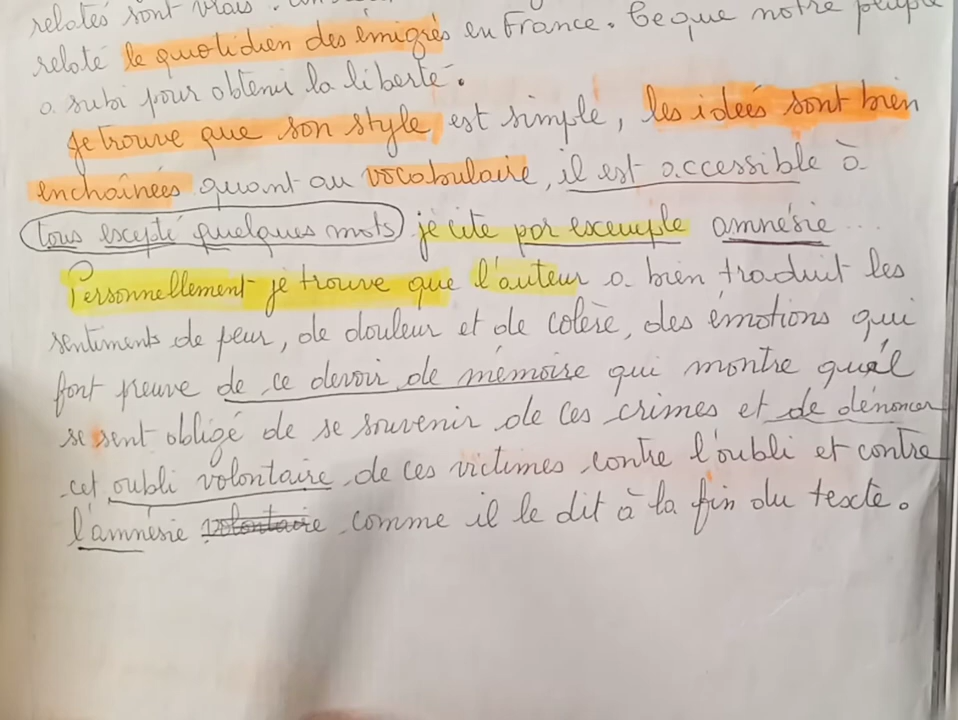 relatés sont vrais.
relaté le quotidien des émigrés en France. Ce que notre peuple
a subi pour obtenir la liberté.
Je trouve que son style est simple, les idées sont bien
enchaînées quant au vocabulaire, il est accessible à
tous escepté quelques mots je cite par escemple amnésie ...
Personnellement je trouve que l'auteur a bien traduit les
sentiments de peur, de douleur et de colère, des émotions qui
font preuve de ce devoir de mémoire qui montre qu'il
se sent obligé de se souvenir de ces crimes et de dénoncer
cet oubli volontaire de ces victimes contre l'oubli et contre
l'amnésie volontaire comme il le dit à la fin du texte.